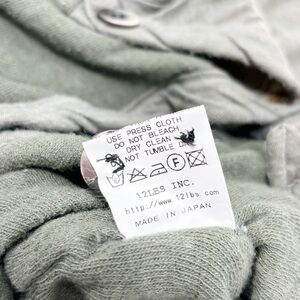 USE PRESS CLOTH
DO NOT BLEACH
DRY CLEAN
NOT TUMBLE D
F
12LBS INC.
http://www.12lbs.com
MADE IN JAPAN